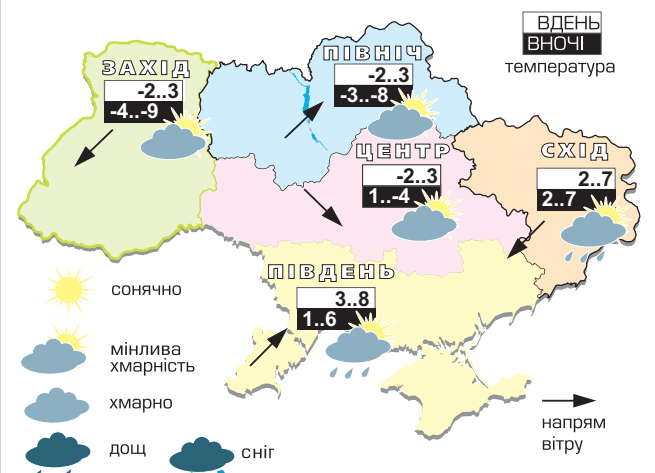 ВДЕНЬ
ВНОЧІ
температура
ЗАХІД
-2..3
-4..-9
ПІВНІЧ
-2..3
-3..-8
ЦЕНТР
-2..3
1..-4
СХІД
2..7
2..7
ПІВДЕНЬ
3..8
1..6
сонячно
мінлива
хмарність
хмарно
дощ
сніг
напрям
вітру